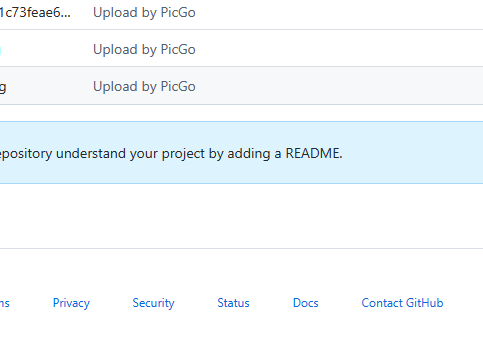 1c73feae6... Upload by PicGo
Upload by PicGo
g Upload by PicGo
epository understand your project by adding a README.
ns Privacy Security Status Docs Contact GitHub